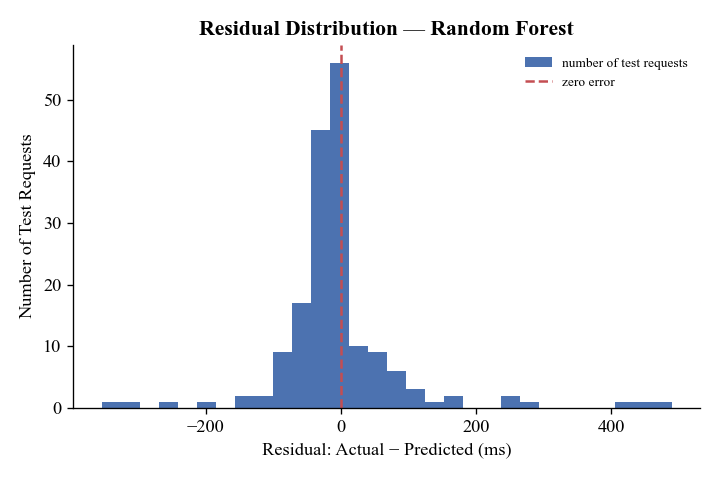 Residual Distribution — Random Forest
number of test requests
zero error
Number of Test Requests
50
40
30
20
10
0
−200
0
200
400
Residual: Actual − Predicted (ms)